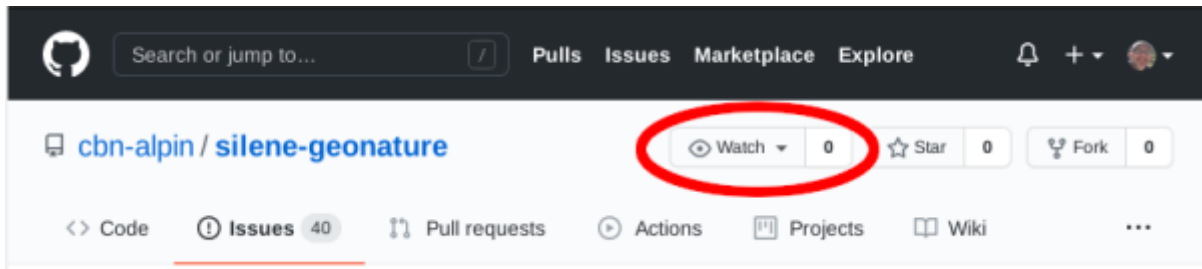 Search or jump to... / Pulls Issues Marketplace Explore
cbn-alpin / silene-geonature Watch 0 Star 0 Fork 0
Code Issues 40 Pull requests Actions Projects Wiki ...